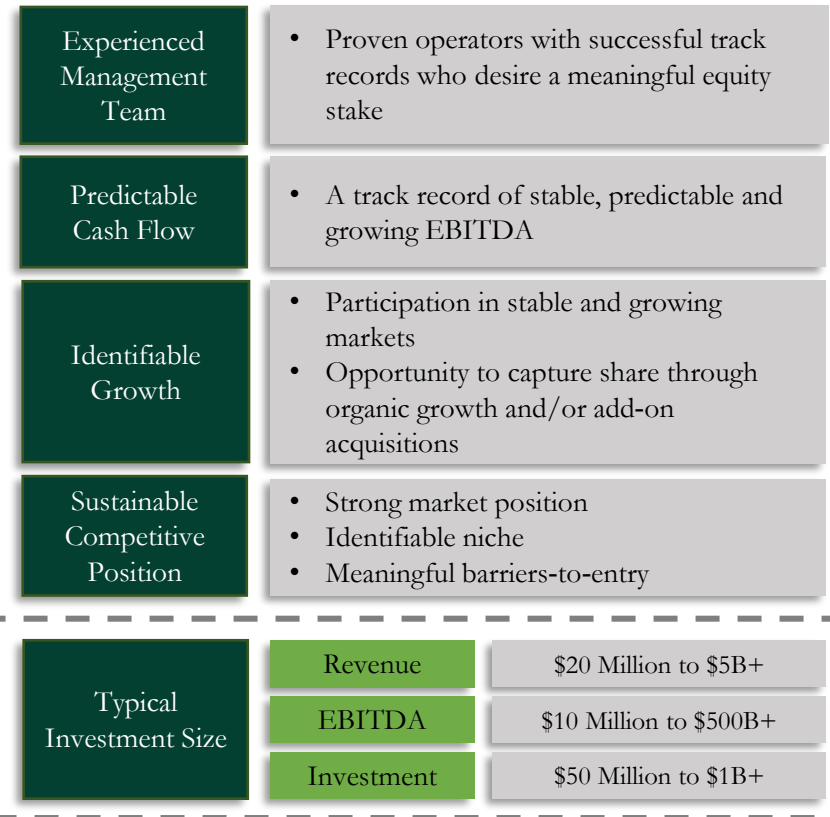 Experienced
Management
Team
• Proven operators with successful track
records who desire a meaningful equity
stake
Predictable
Cash Flow
• A track record of stable, predictable and
growing EBITDA
Identifiable
Growth
• Participation in stable and growing
markets
• Opportunity to capture share through
organic growth and/or add-on
acquisitions
Sustainable
Competitive
Position
• Strong market position
• Identifiable niche
• Meaningful barriers-to-entry
Typical
Investment Size
Revenue
$20 Million to $5B+
EBITDA
$10 Million to $500B+
Investment
$50 Million to $1B+